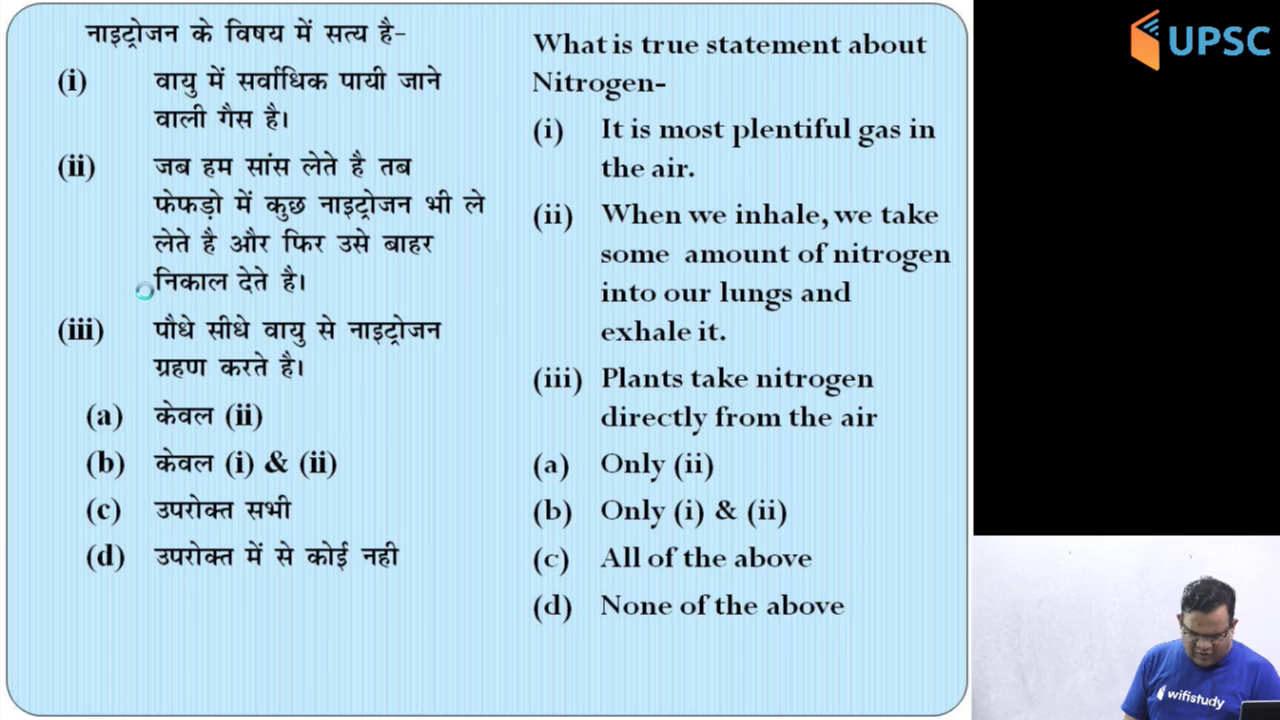 नाइट्रोजन के विषय में सत्य है-
(i) वायु में सर्वाधिक पायी जाने
वाली गैस है।
(ii) जब हम सांस लेते है तब
फेफड़ो में कुछ नाइट्रोजन भी ले
लेते है और फिर उसे बाहर
निकाल देते है।
(iii) पौधे सीधे वायु से नाइट्रोजन
ग्रहण करते है।
(a) केवल (ii)
(b) केवल (i) & (ii)
(c) उपरोक्त सभी
(d) उपरोक्त में से कोई नही
What is true statement about
Nitrogen-
(i) It is most plentiful gas in
the air.
(ii) When we inhale, we take
some amount of nitrogen
into our lungs and
exhale it.
(iii) Plants take nitrogen
directly from the air
(a) Only (ii)
(b) Only (i) & (ii)
(c) All of the above
(d) None of the above
UPSC
wifistudy